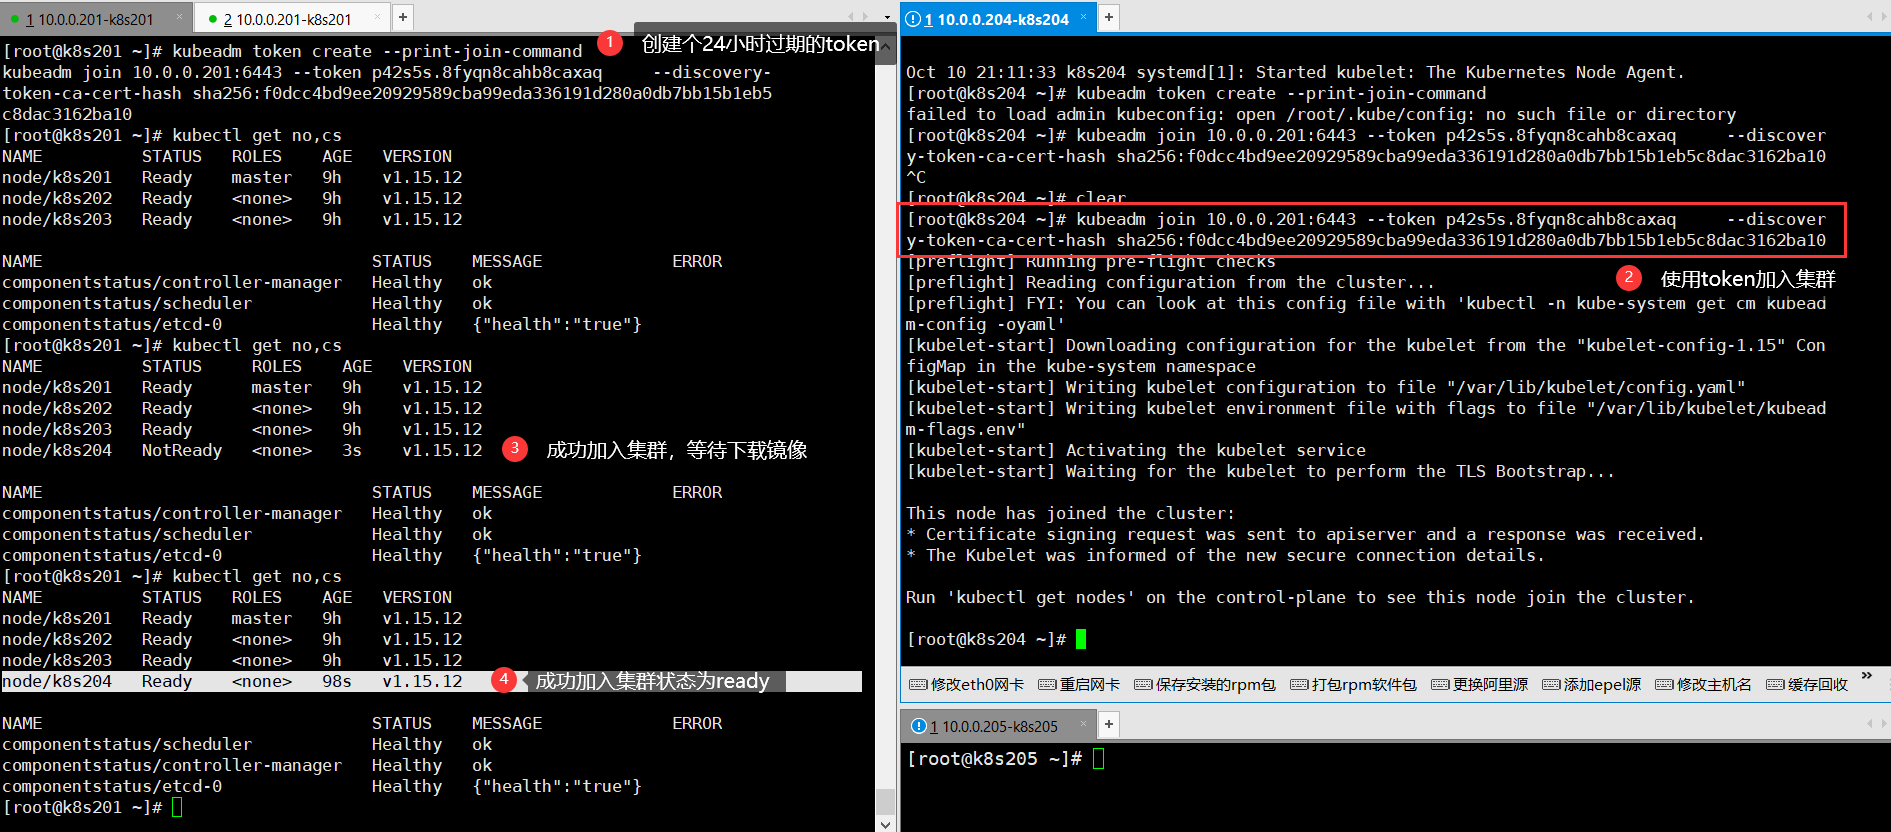 1 10.0.0.201-k8s201
2 10.0.0.201-k8s201
[root@k8s201 ~]# kubeadm token create --print-join-command
1 创建个24小时过期的token
kubeadm join 10.0.0.201:6443 --token p42s5s.8fyqn8cahb8caxaq     --discovery-
token-ca-cert-hash sha256:f0dcc4bd9ee20929589cba99eda336191d280a0db7bb15b1eb5
c8dac3162ba10
[root@k8s201 ~]# kubectl get no,cs
NAME          STATUS   ROLES    AGE   VERSION
node/k8s201   Ready    master   9h    v1.15.12
node/k8s202   Ready    <none>   9h    v1.15.12
node/k8s203   Ready    <none>   9h    v1.15.12
NAME                                 STATUS    MESSAGE             ERROR
componentstatus/controller-manager   Healthy   ok
componentstatus/scheduler            Healthy   ok
componentstatus/etcd-0               Healthy   {"health":"true"}
[root@k8s201 ~]# kubectl get no,cs
NAME          STATUS     ROLES    AGE   VERSION
node/k8s201   Ready      master   9h    v1.15.12
node/k8s202   Ready      <none>   9h    v1.15.12
node/k8s203   Ready      <none>   9h    v1.15.12
node/k8s204   NotReady   <none>   3s    v1.15.12
3 成功加入集群，等待下载镜像
NAME                                 STATUS    MESSAGE             ERROR
componentstatus/controller-manager   Healthy   ok
componentstatus/scheduler            Healthy   ok
componentstatus/etcd-0               Healthy   {"health":"true"}
[root@k8s201 ~]# kubectl get no,cs
NAME          STATUS   ROLES    AGE   VERSION
node/k8s201   Ready    master   9h    v1.15.12
node/k8s202   Ready    <none>   9h    v1.15.12
node/k8s203   Ready    <none>   9h    v1.15.12
node/k8s204   Ready    <none>   98s   v1.15.12
4 成功加入集群状态为ready
NAME                                 STATUS    MESSAGE             ERROR
componentstatus/scheduler            Healthy   ok
componentstatus/controller-manager   Healthy   ok
componentstatus/etcd-0               Healthy   {"health":"true"}
[root@k8s201 ~]#
1 10.0.0.204-k8s204
Oct 10 21:11:33 k8s204 systemd[1]: Started kubelet: The Kubernetes Node Agent.
[root@k8s204 ~]# kubeadm token create --print-join-command
failed to load admin kubeconfig: open /root/.kube/config: no such file or directory
[root@k8s204 ~]# kubeadm join 10.0.0.201:6443 --token p42s5s.8fyqn8cahb8caxaq     --discover
y-token-ca-cert-hash sha256:f0dcc4bd9ee20929589cba99eda336191d280a0db7bb15b1eb5c8dac3162ba10
^C
[root@k8s204 ~]# clear
[root@k8s204 ~]# kubeadm join 10.0.0.201:6443 --token p42s5s.8fyqn8cahb8caxaq     --discover
y-token-ca-cert-hash sha256:f0dcc4bd9ee20929589cba99eda336191d280a0db7bb15b1eb5c8dac3162ba10
[preflight] Running pre-flight checks
[preflight] Reading configuration from the cluster...
2 使用token加入集群
[preflight] FYI: You can look at this config file with 'kubectl -n kube-system get cm kubead
m-config -oyaml'
[kubelet-start] Downloading configuration for the kubelet from the "kubelet-config-1.15" Con
figMap in the kube-system namespace
[kubelet-start] Writing kubelet configuration to file "/var/lib/kubelet/config.yaml"
[kubelet-start] Writing kubelet environment file with flags to file "/var/lib/kubelet/kubead
m-flags.env"
[kubelet-start] Activating the kubelet service
[kubelet-start] Waiting for the kubelet to perform the TLS Bootstrap...
This node has joined the cluster:
* Certificate signing request was sent to apiserver and a response was received.
* The Kubelet was informed of the new secure connection details.
Run 'kubectl get nodes' on the control-plane to see this node join the cluster.
[root@k8s204 ~]#
修改eth0网卡 重启网卡 保存安装的rpm包 打包rpm软件包 更换阿里源 添加epel源 修改主机名 缓存回收 »
1 10.0.0.205-k8s205
[root@k8s205 ~]#